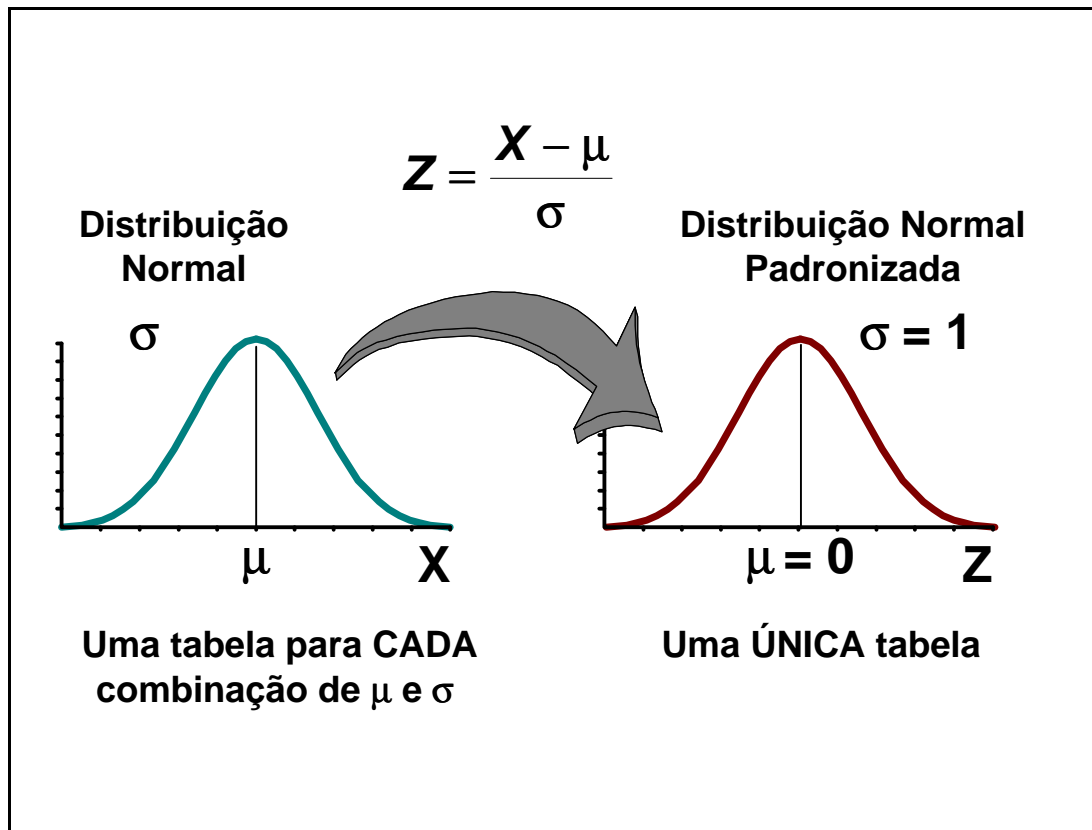 Z = X − μ / σ
Distribuição
Normal
σ
μ
X
Uma tabela para CADA
combinação de μ e σ
Distribuição Normal
Padronizada
σ = 1
μ = 0
Z
Uma ÚNICA tabela